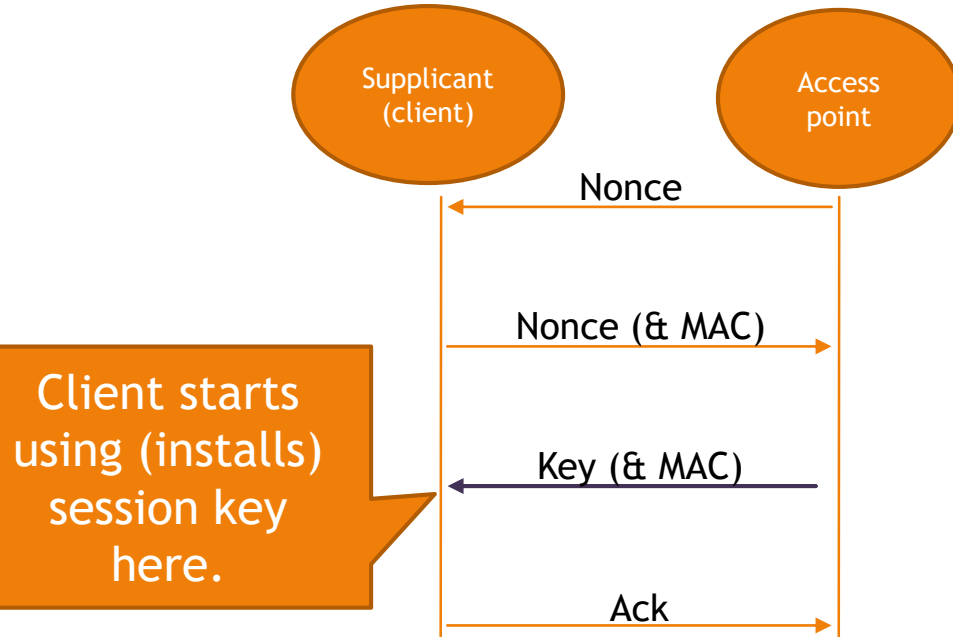 Supplicant
(client)
Access
point
Nonce
Nonce (& MAC)
Client starts
using (installs)
session key
here.
Key (& MAC)
Ack